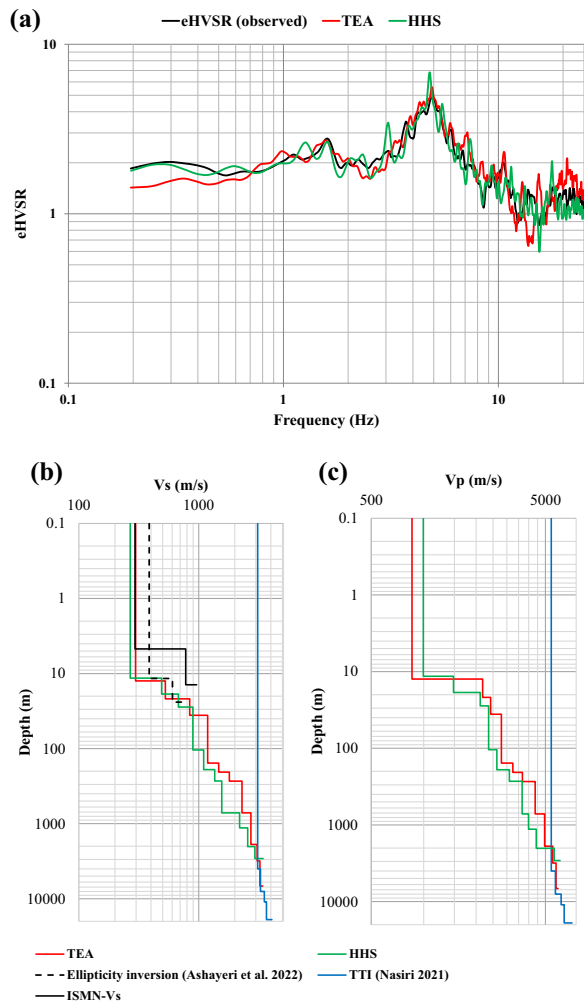 (a)
eHVSR (observed) TEA HHS
10
1
0.1
eHVSR
0.1 1 10
Frequency (Hz)
(b)
Vs (m/s)
100 1000
0.1
1
10
100
1000
10000
Depth (m)
(c)
Vp (m/s)
500 5000
0.1
1
10
100
1000
10000
Depth (m)
TEA HHS
Ellipticity inversion (Ashayeri et al. 2022) TTI (Nasiri 2021)
ISMN-Vs